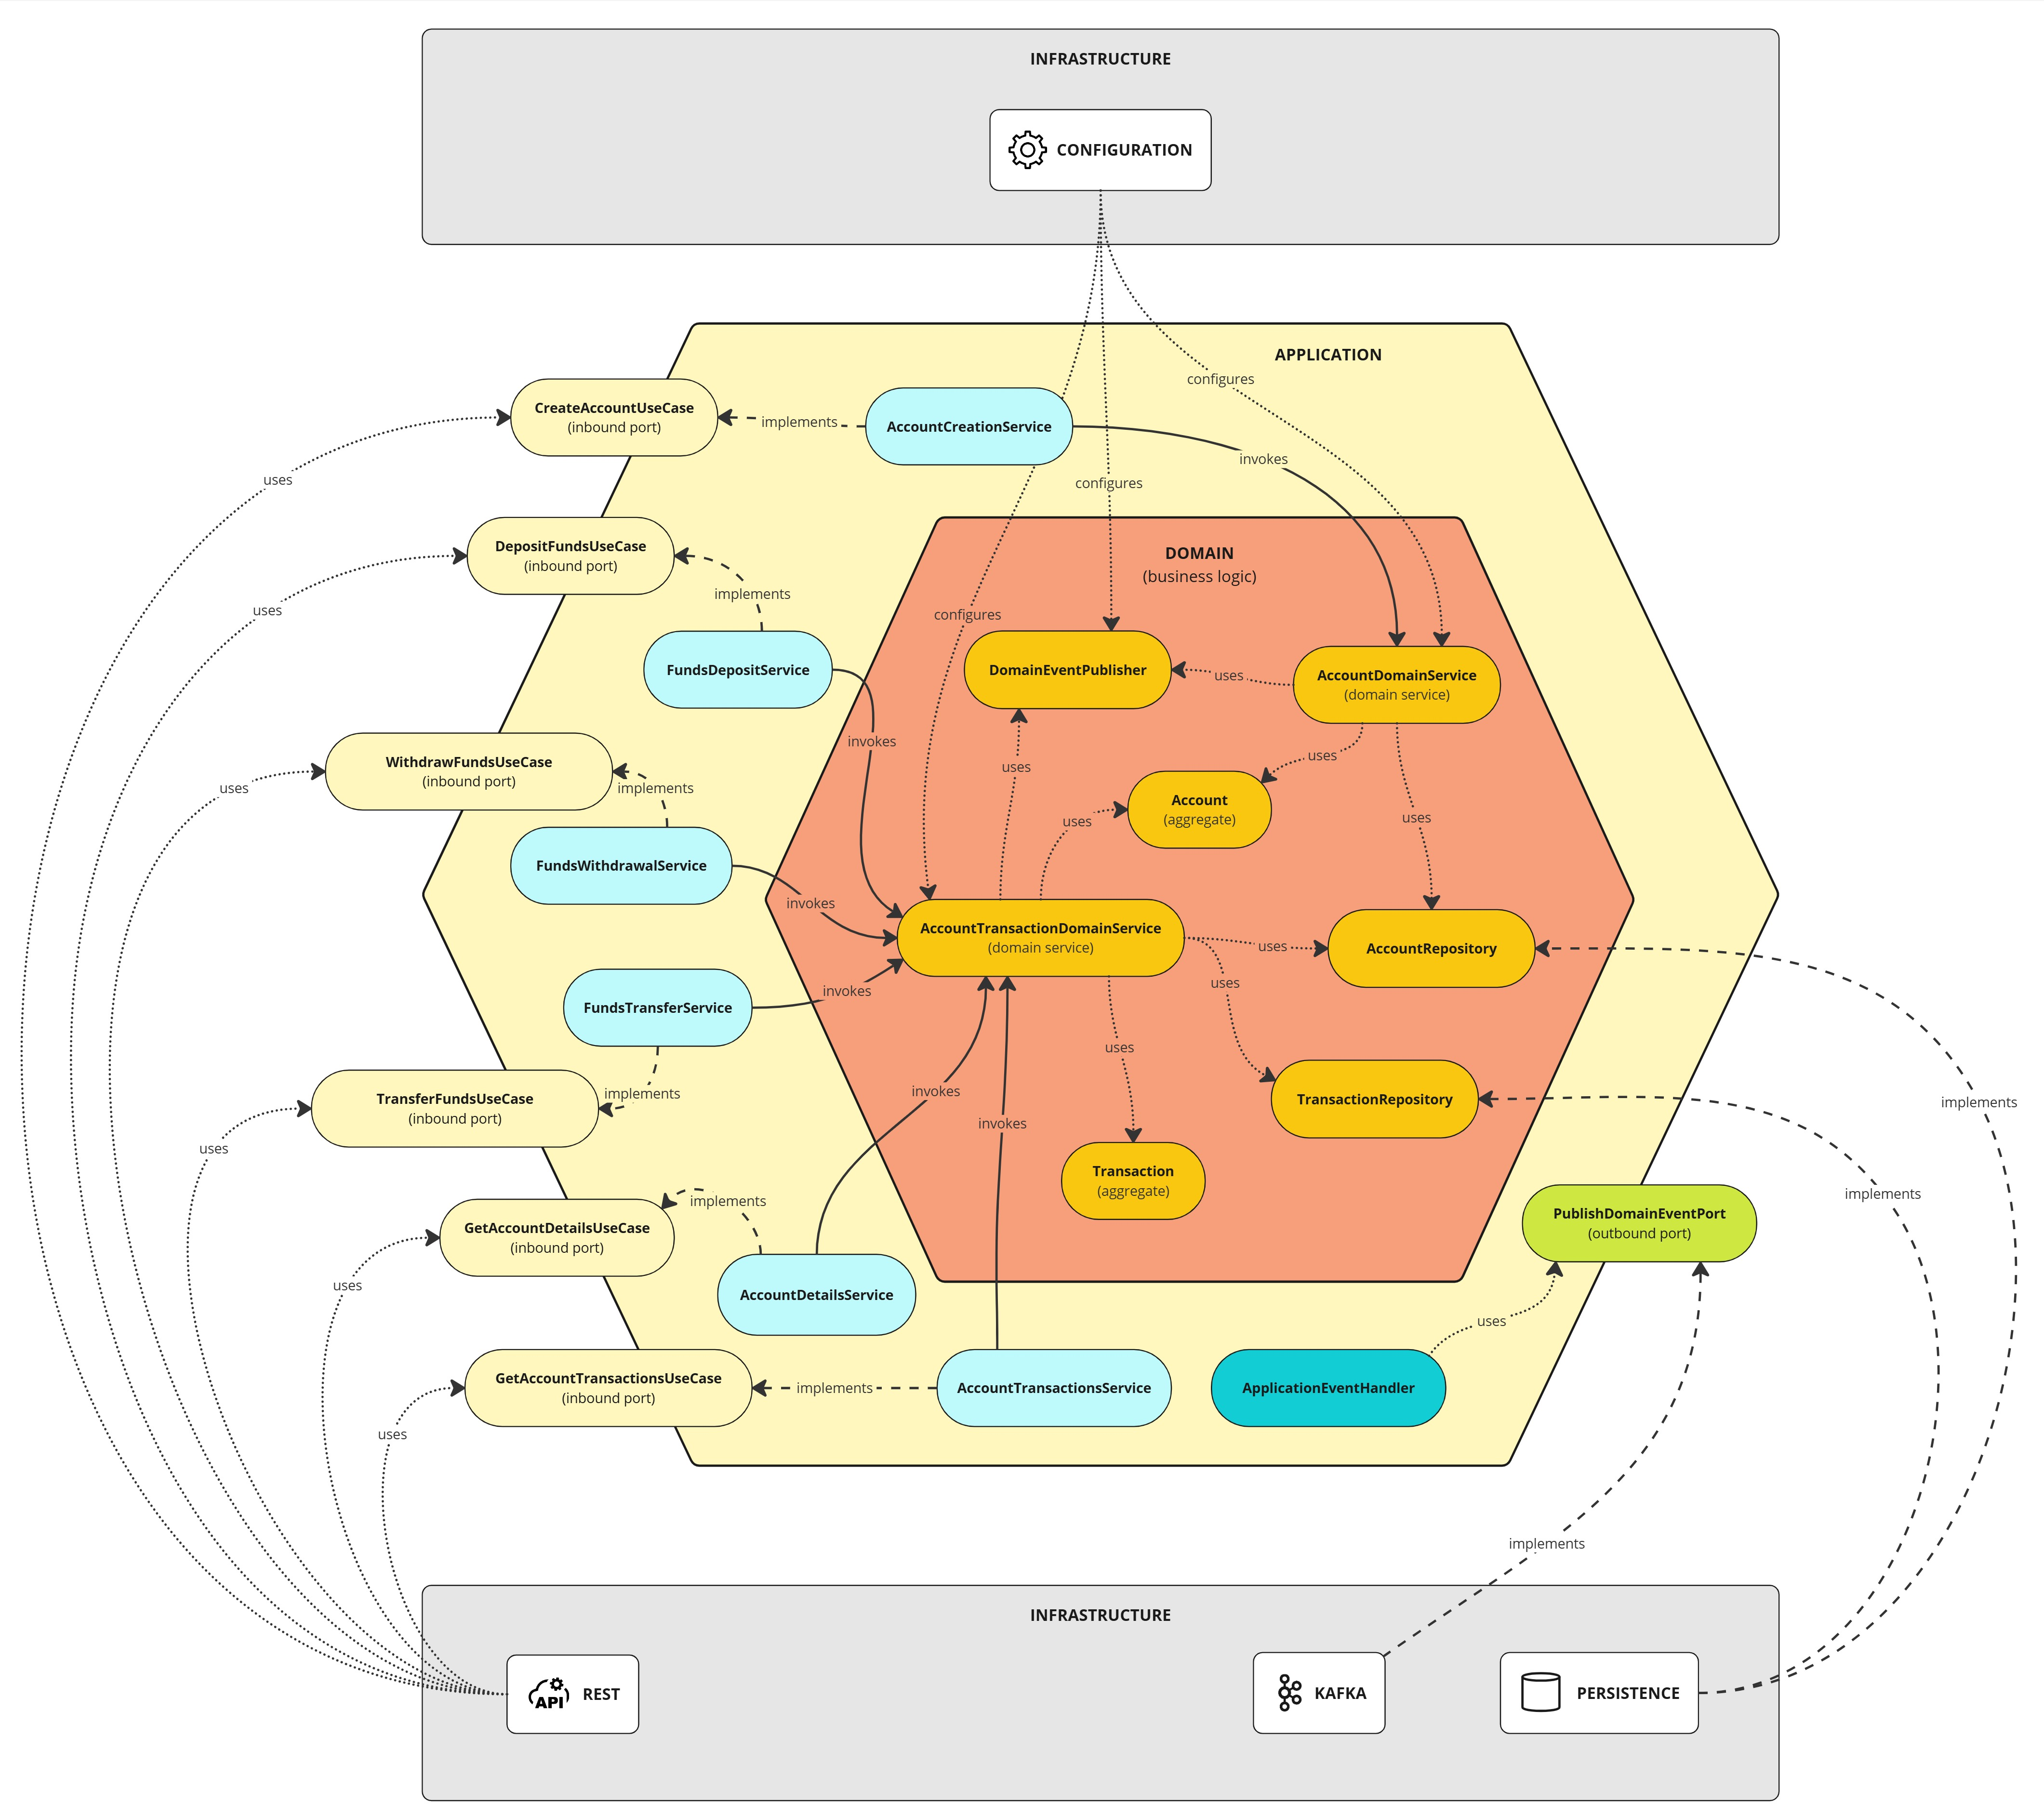 INFRASTRUCTURE
CONFIGURATION
APPLICATION
configures
CreateAccountUseCase
(inbound port)
implements
AccountCreationService
invokes
uses
configures
DepositFundsUseCase
(inbound port)
DOMAIN
(business logic)
implements
uses
configures
FundsDepositService
DomainEventPublisher
uses
AccountDomainService
(domain service)
invokes
uses
uses
WithdrawFundsUseCase
(inbound port)
uses
implements
Account
(aggregate)
uses
uses
FundsWithdrawalService
invokes
AccountTransactionDomainService
(domain service)
uses
AccountRepository
uses
FundsTransferService
invokes
uses
TransferFundsUseCase
(inbound port)
implements
invokes
invokes
TransactionRepository
implements
uses
Transaction
(aggregate)
implements
implements
PublishDomainEventPort
(outbound port)
GetAccountDetailsUseCase
(inbound port)
uses
AccountDetailsService
uses
GetAccountTransactionsUseCase
(inbound port)
implements
AccountTransactionsService
ApplicationEventHandler
uses
implements
INFRASTRUCTURE
API
REST
KAFKA
PERSISTENCE